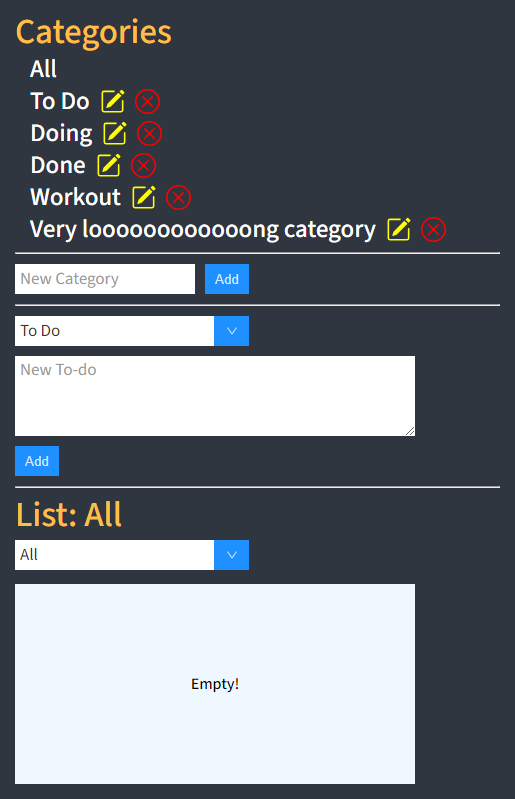 Categories
All
To Do
Doing
Done
Workout
Very looooooooooooong category
New Category Add
To Do
New To-do
Add
List: All
All
Empty!